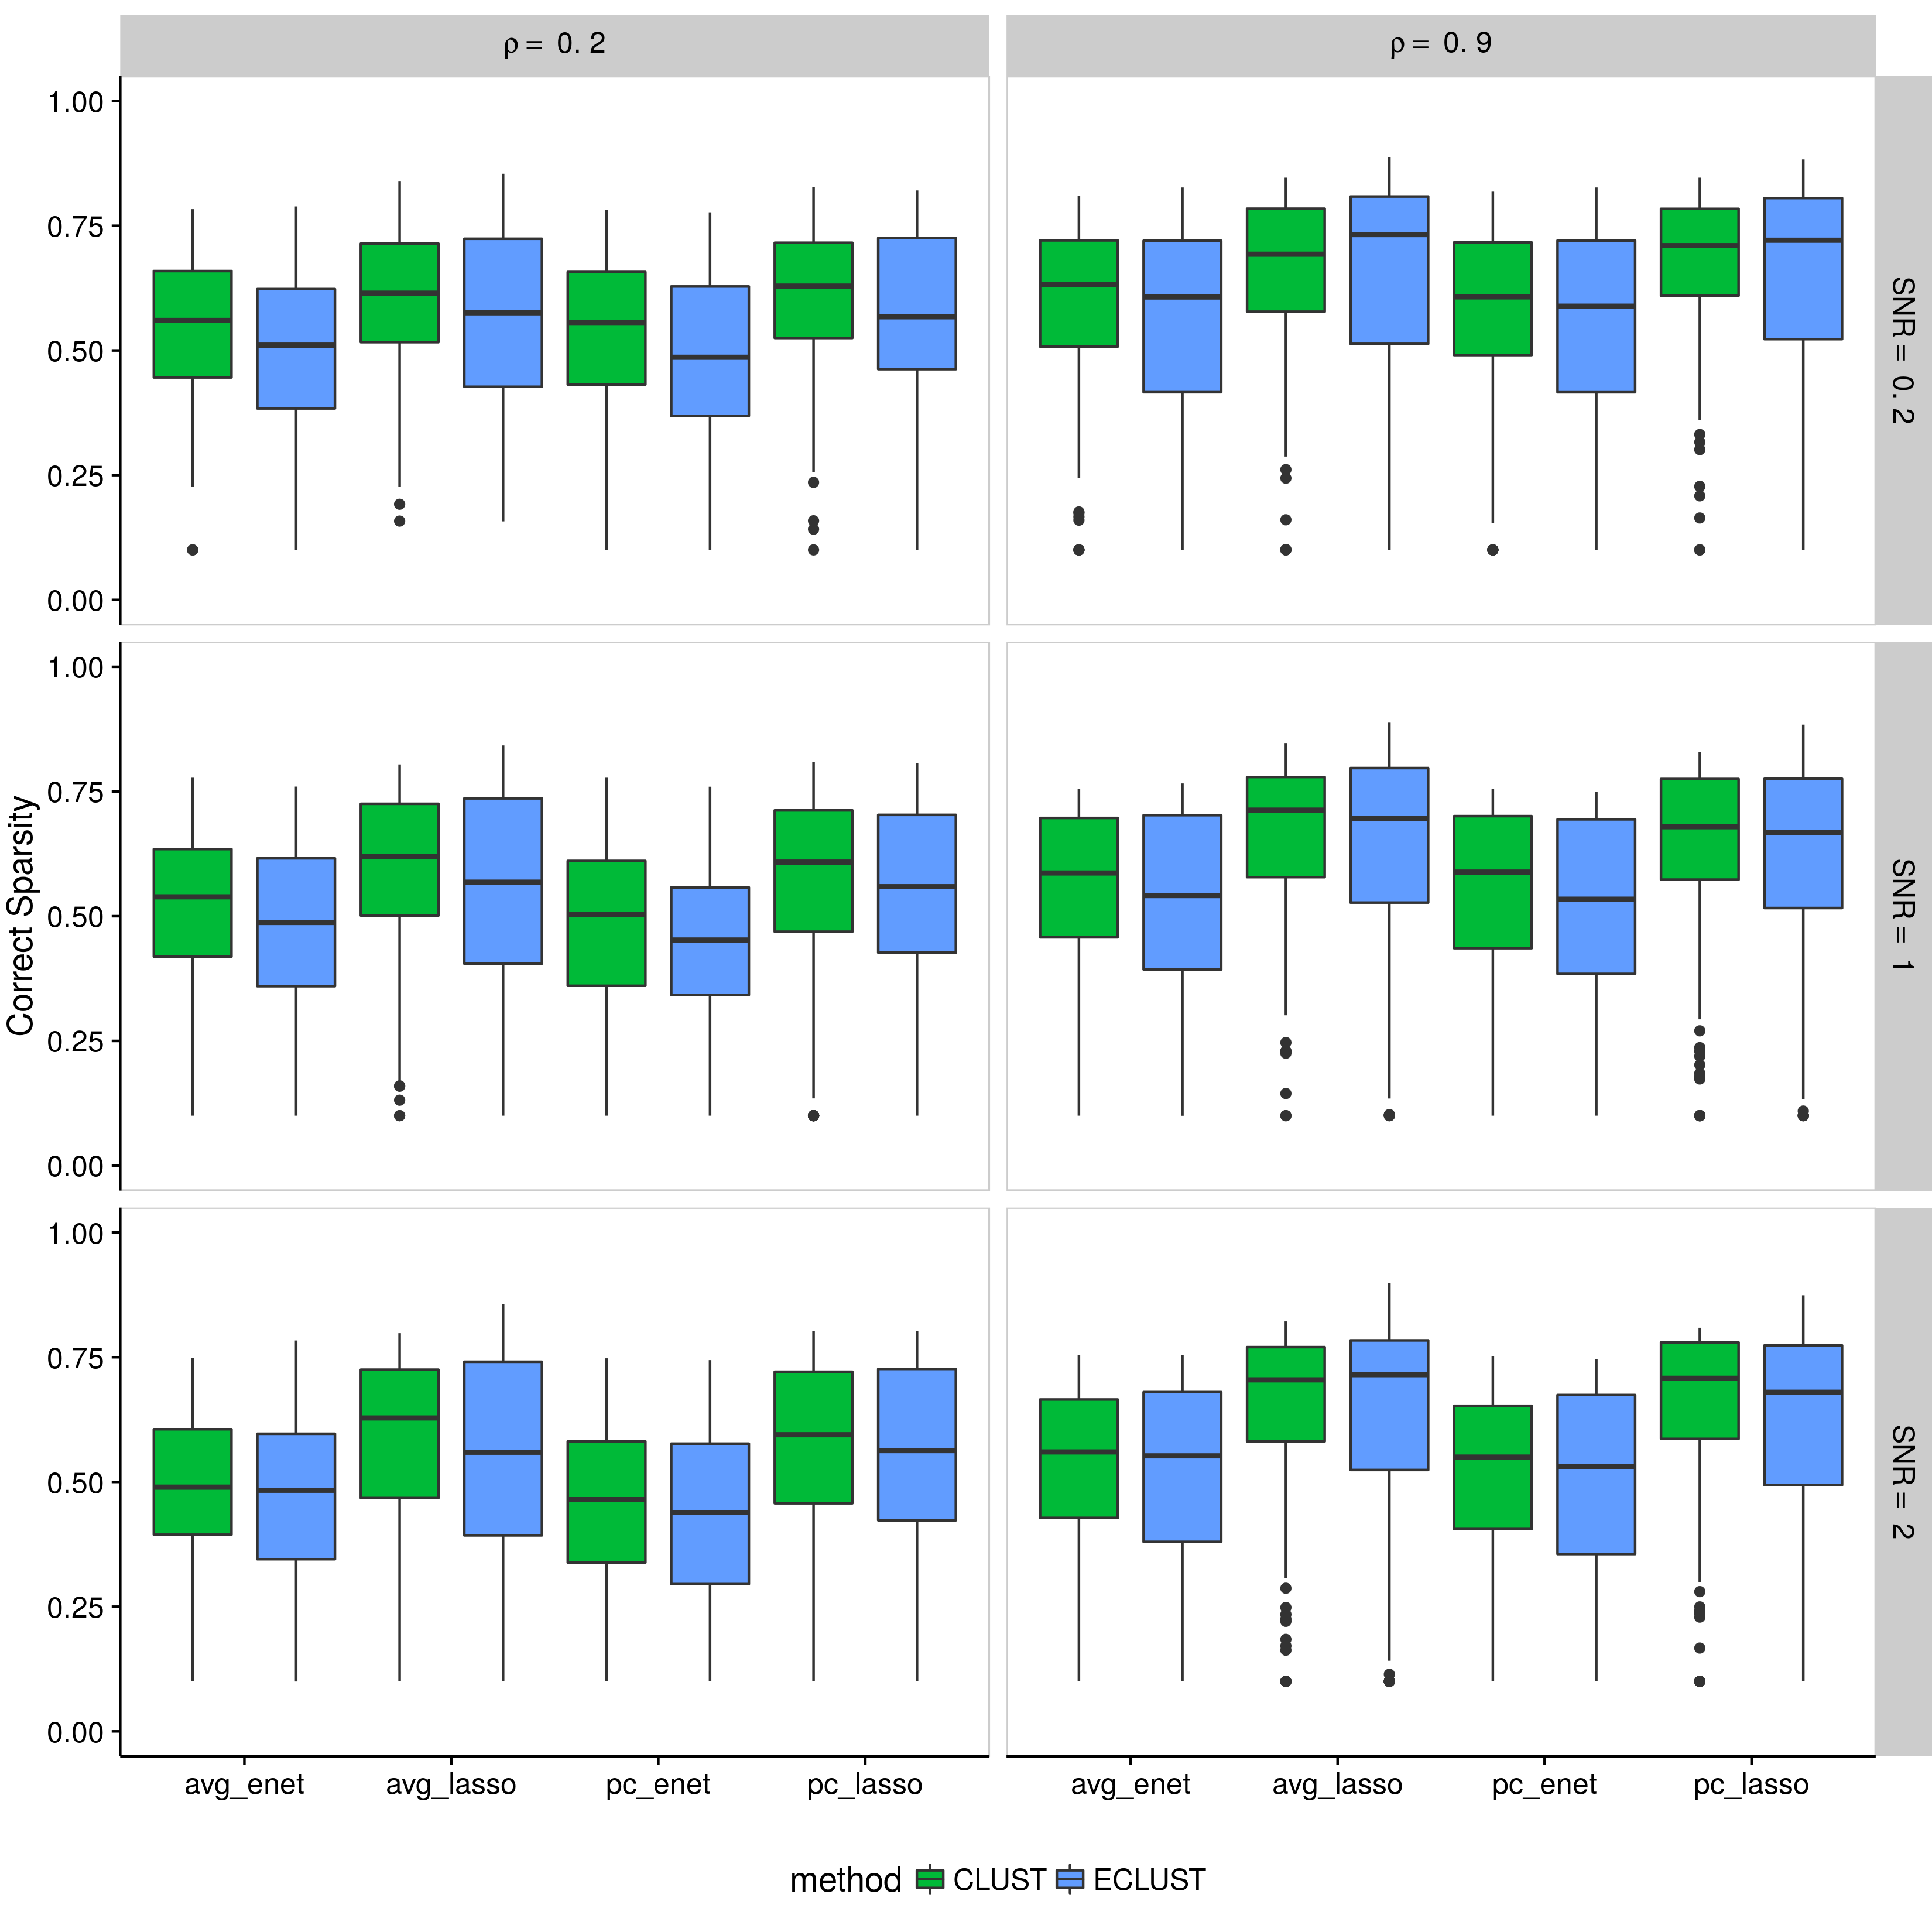 ρ = 0.2
ρ = 0.9
1.00
0.75
0.50
0.25
0.00
SNR = 0.2
1.00
0.75
0.50
0.25
0.00
SNR = 1
Correct Sparsity
1.00
0.75
0.50
0.25
0.00
SNR = 2
avg_enet avg_lasso pc_enet pc_lasso
avg_enet avg_lasso pc_enet pc_lasso
method CLUST ECLUST